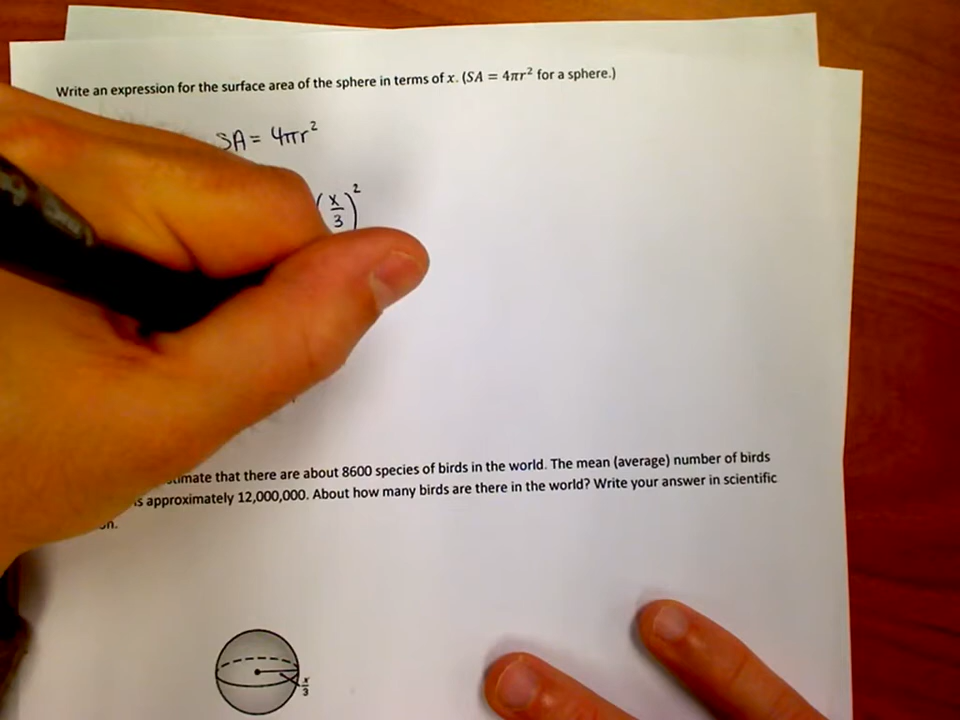 Write an expression for the surface area of the sphere in terms of x. (SA = 4πr² for a sphere.)
SA = 4πr²
(x/3)²
that there are about 8600 species of birds in the world. The mean (average) number of birds
is approximately 12,000,000. About how many birds are there in the world? Write your answer in scientific
x/3